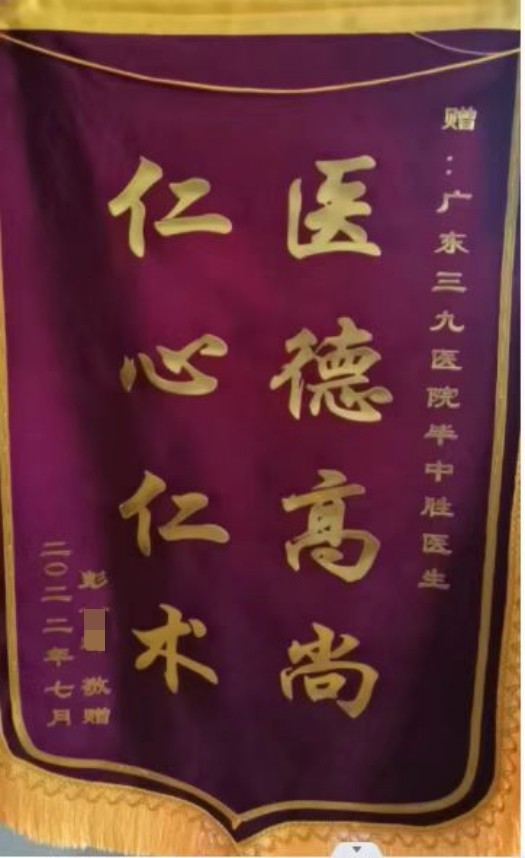 赠：广东三九医院毕中胜医生
医德高尚
仁心仁术
彭 敬赠
二〇二二年七月